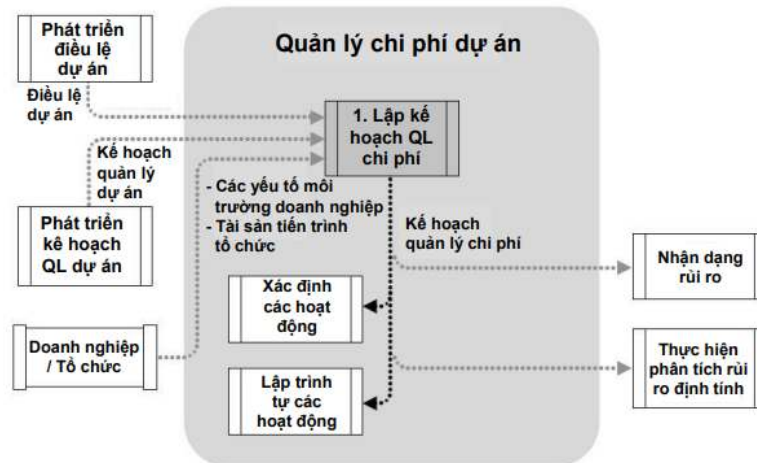 Phát triển
điều lệ
dự án
Quản lý chi phí dự án
Điều lệ
dự án
1. Lập kế
hoạch QL
chi phí
Kế hoạch
quản lý
dự án
- Các yếu tố môi
trường doanh nghiệp
- Tài sản tiến trình
tổ chức
Phát triển
kê hoạch
QL dự án
Kế hoạch
quản lý chi phí
Nhận dạng
rủi ro
Xác định
các hoạt
động
Doanh nghiệp
/ Tổ chức
Thực hiện
phân tích rủi
ro định tính
Lập trình
tự các
hoạt động